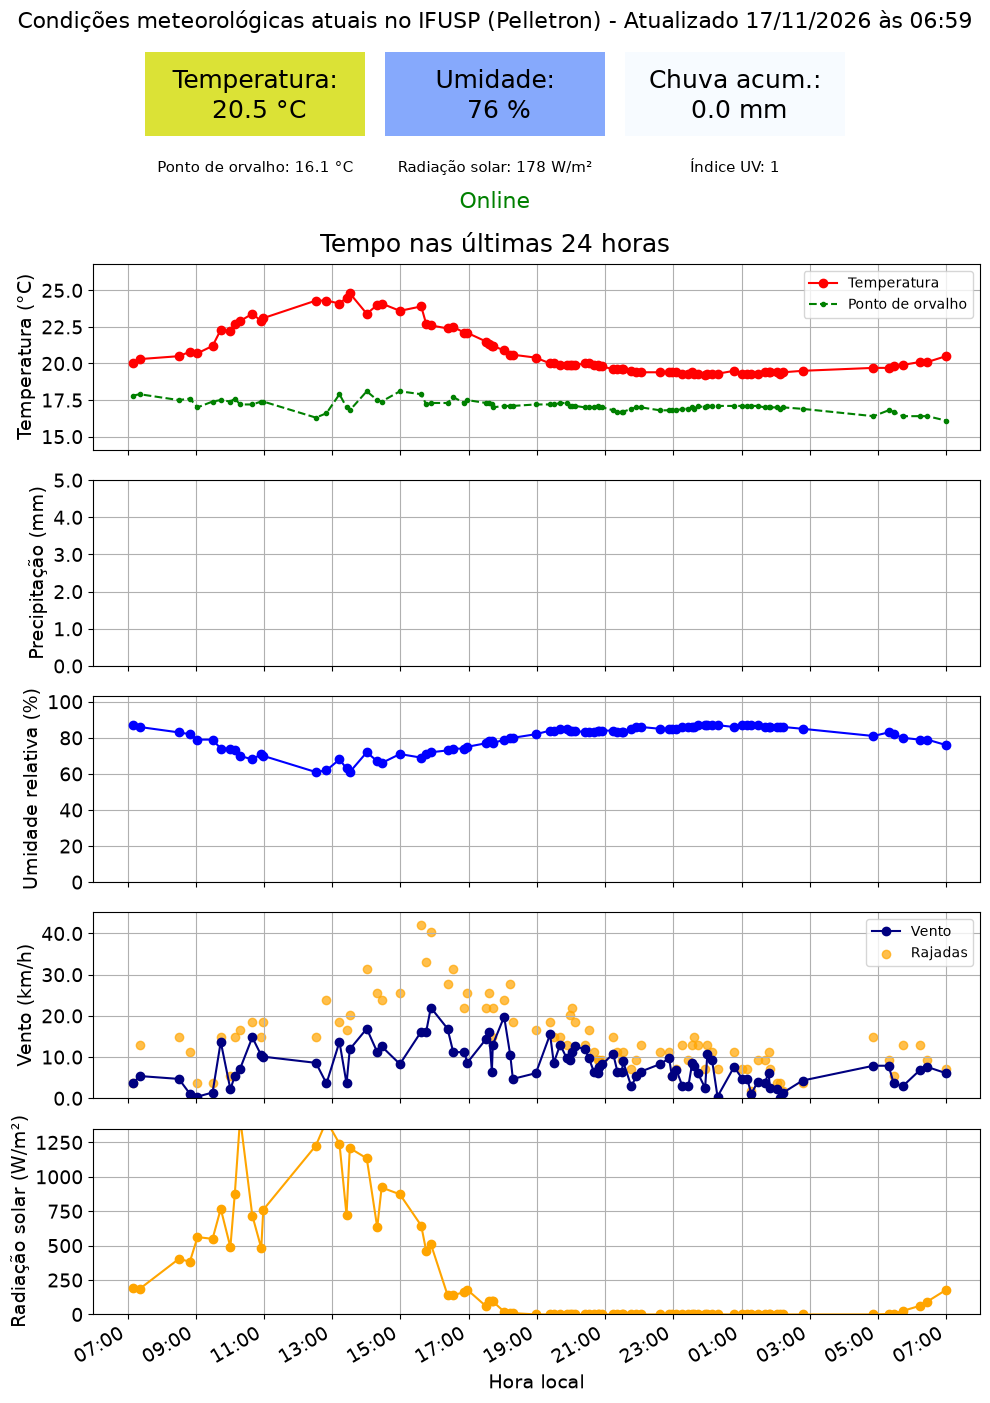 Condições meteorológicas atuais no IFUSP (Pelletron) - Atualizado 17/11/2026 às 06:59
Temperatura:
20.5 °C
Umidade:
76 %
Chuva acum.:
0.0 mm
Ponto de orvalho: 16.1 °C
Radiação solar: 178 W/m²
Índice UV: 1
Online
Tempo nas últimas 24 horas
Temperatura (°C)
25.0
22.5
20.0
17.5
15.0
Temperatura
Ponto de orvalho
Precipitação (mm)
5.0
4.0
3.0
2.0
1.0
0.0
Umidade relativa (%)
100
80
60
40
20
0
Vento (km/h)
40.0
30.0
20.0
10.0
0.0
Vento
Rajadas
Radiação solar (W/m²)
1250
1000
750
500
250
0
07:00
09:00
11:00
13:00
15:00
17:00
19:00
21:00
23:00
01:00
03:00
05:00
07:00
Hora local